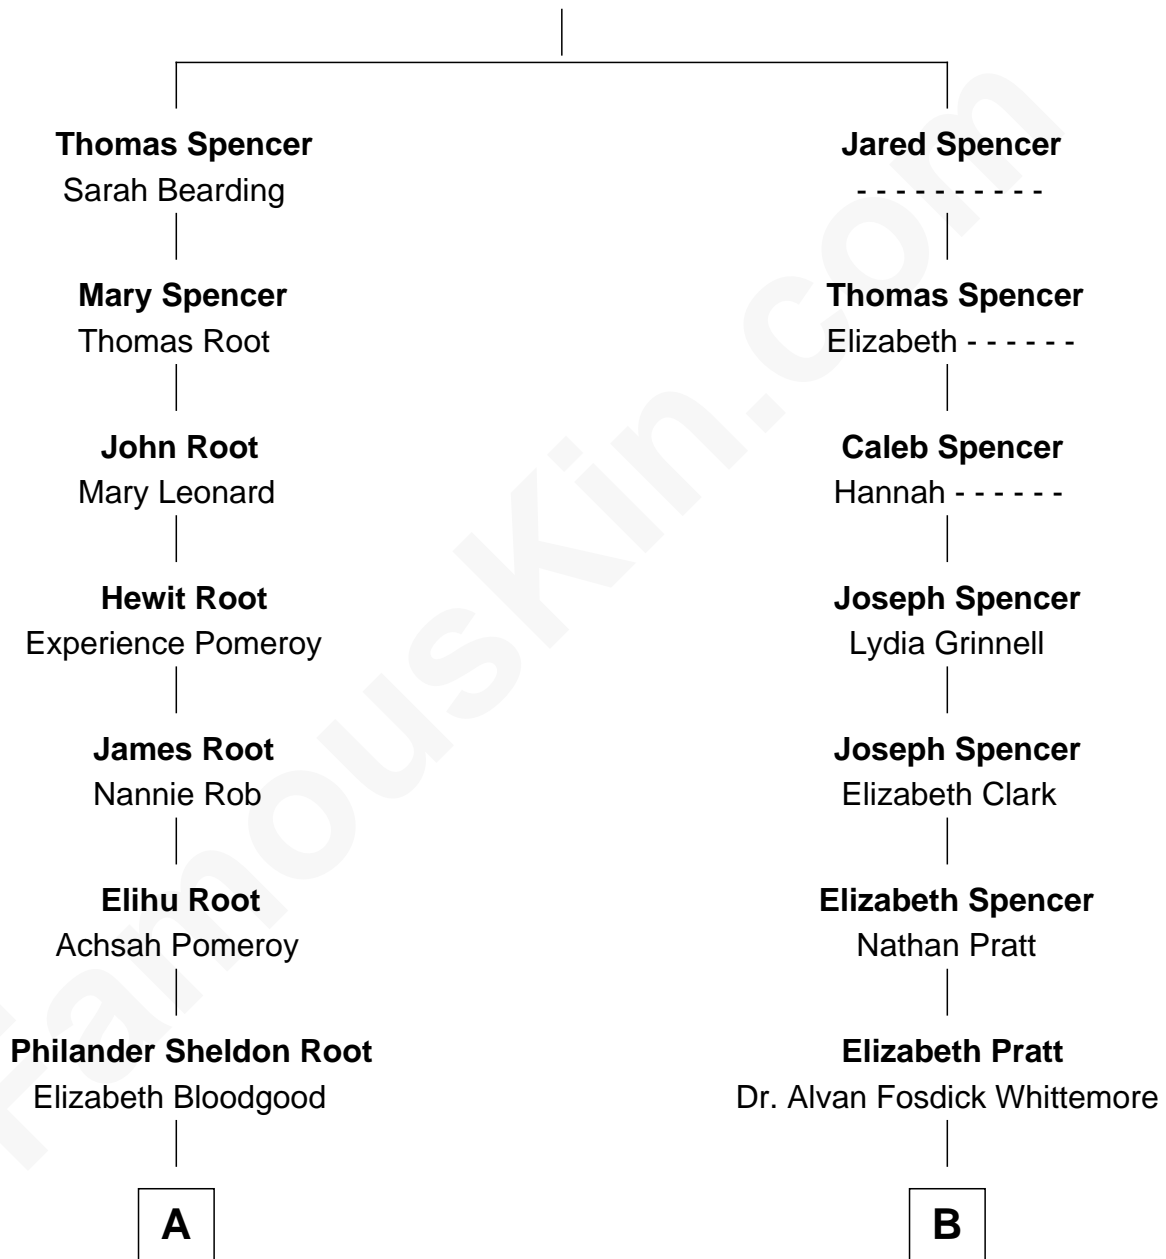 Thomas Spencer
Sarah Bearding
Mary Spencer
Thomas Root
John Root
Mary Leonard
Hewit Root
Experience Pomeroy
James Root
Nannie Rob
Elihu Root
Achsah Pomeroy
Philander Sheldon Root
Elizabeth Bloodgood
A
Jared Spencer
- - - - - - - - - -
Thomas Spencer
Elizabeth - - - - - -
Caleb Spencer
Hannah - - - - - -
Joseph Spencer
Lydia Grinnell
Joseph Spencer
Elizabeth Clark
Elizabeth Spencer
Nathan Pratt
Elizabeth Pratt
Dr. Alvan Fosdick Whittemore
B
FamousKin.com